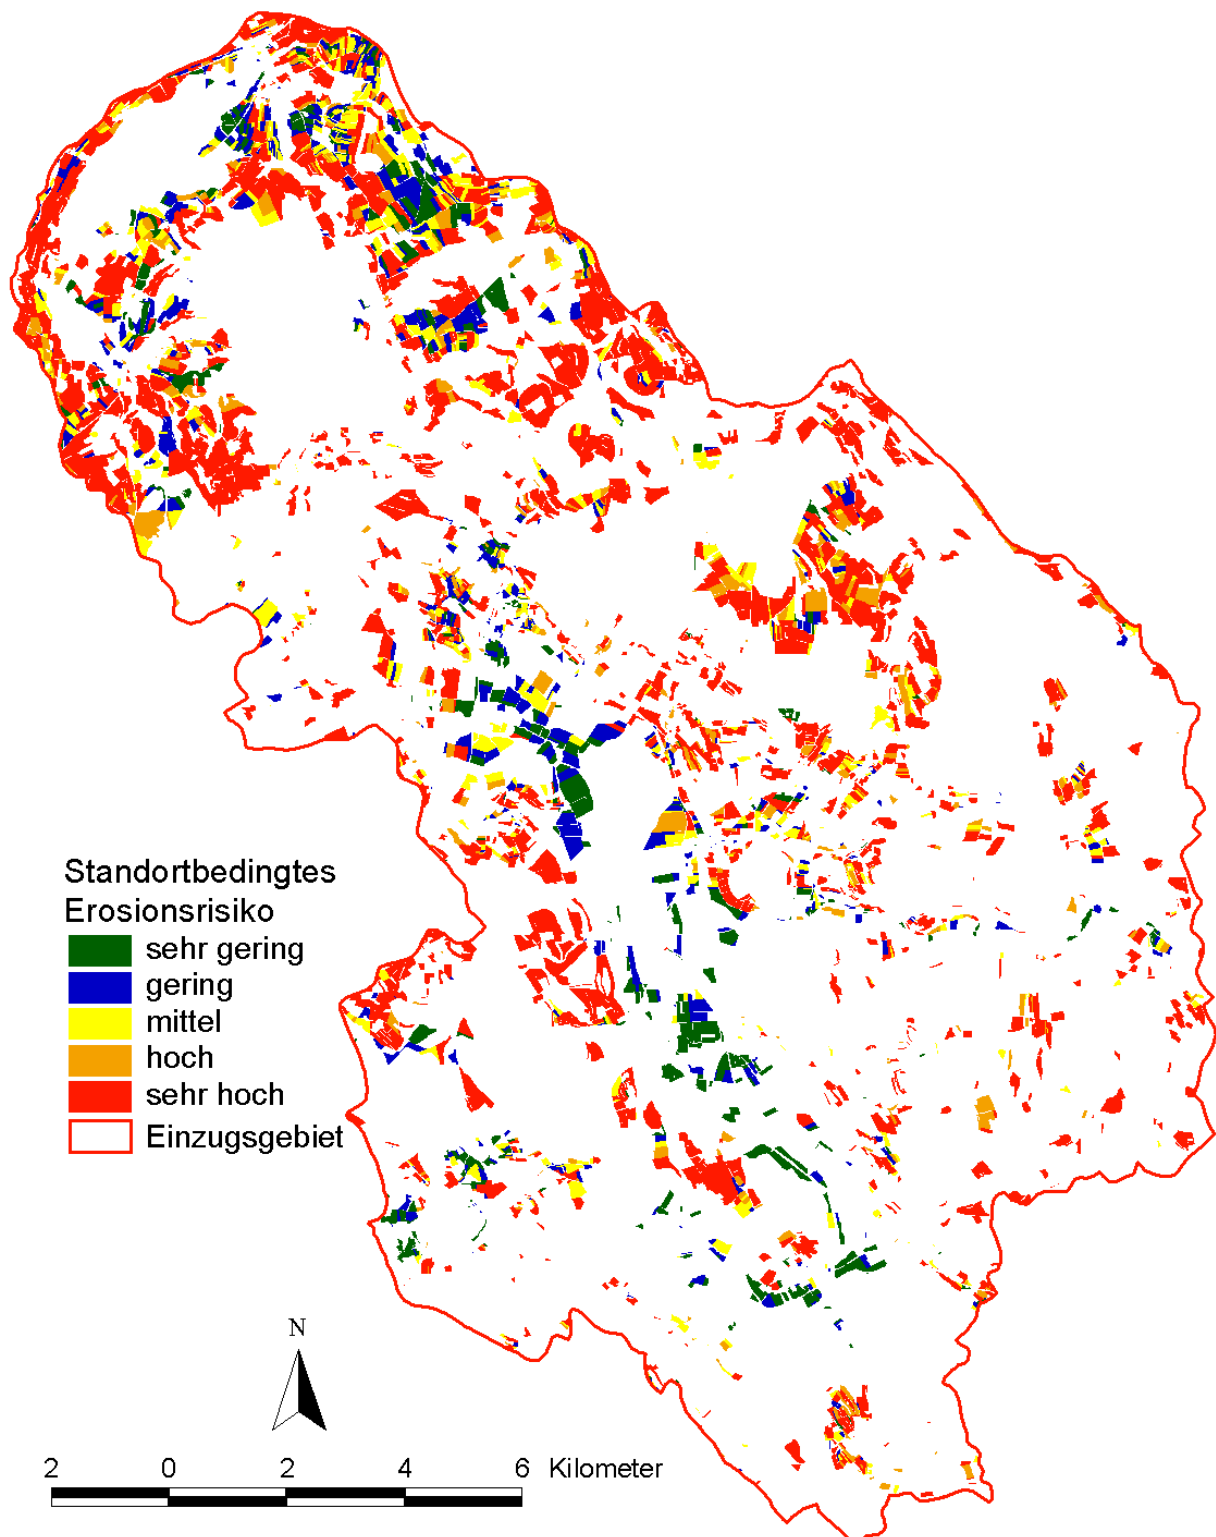 Standortbedingtes
Erosionsrisiko
sehr gering
gering
mittel
hoch
sehr hoch
Einzugsgebiet
N
2 0 2 4 6 Kilometer